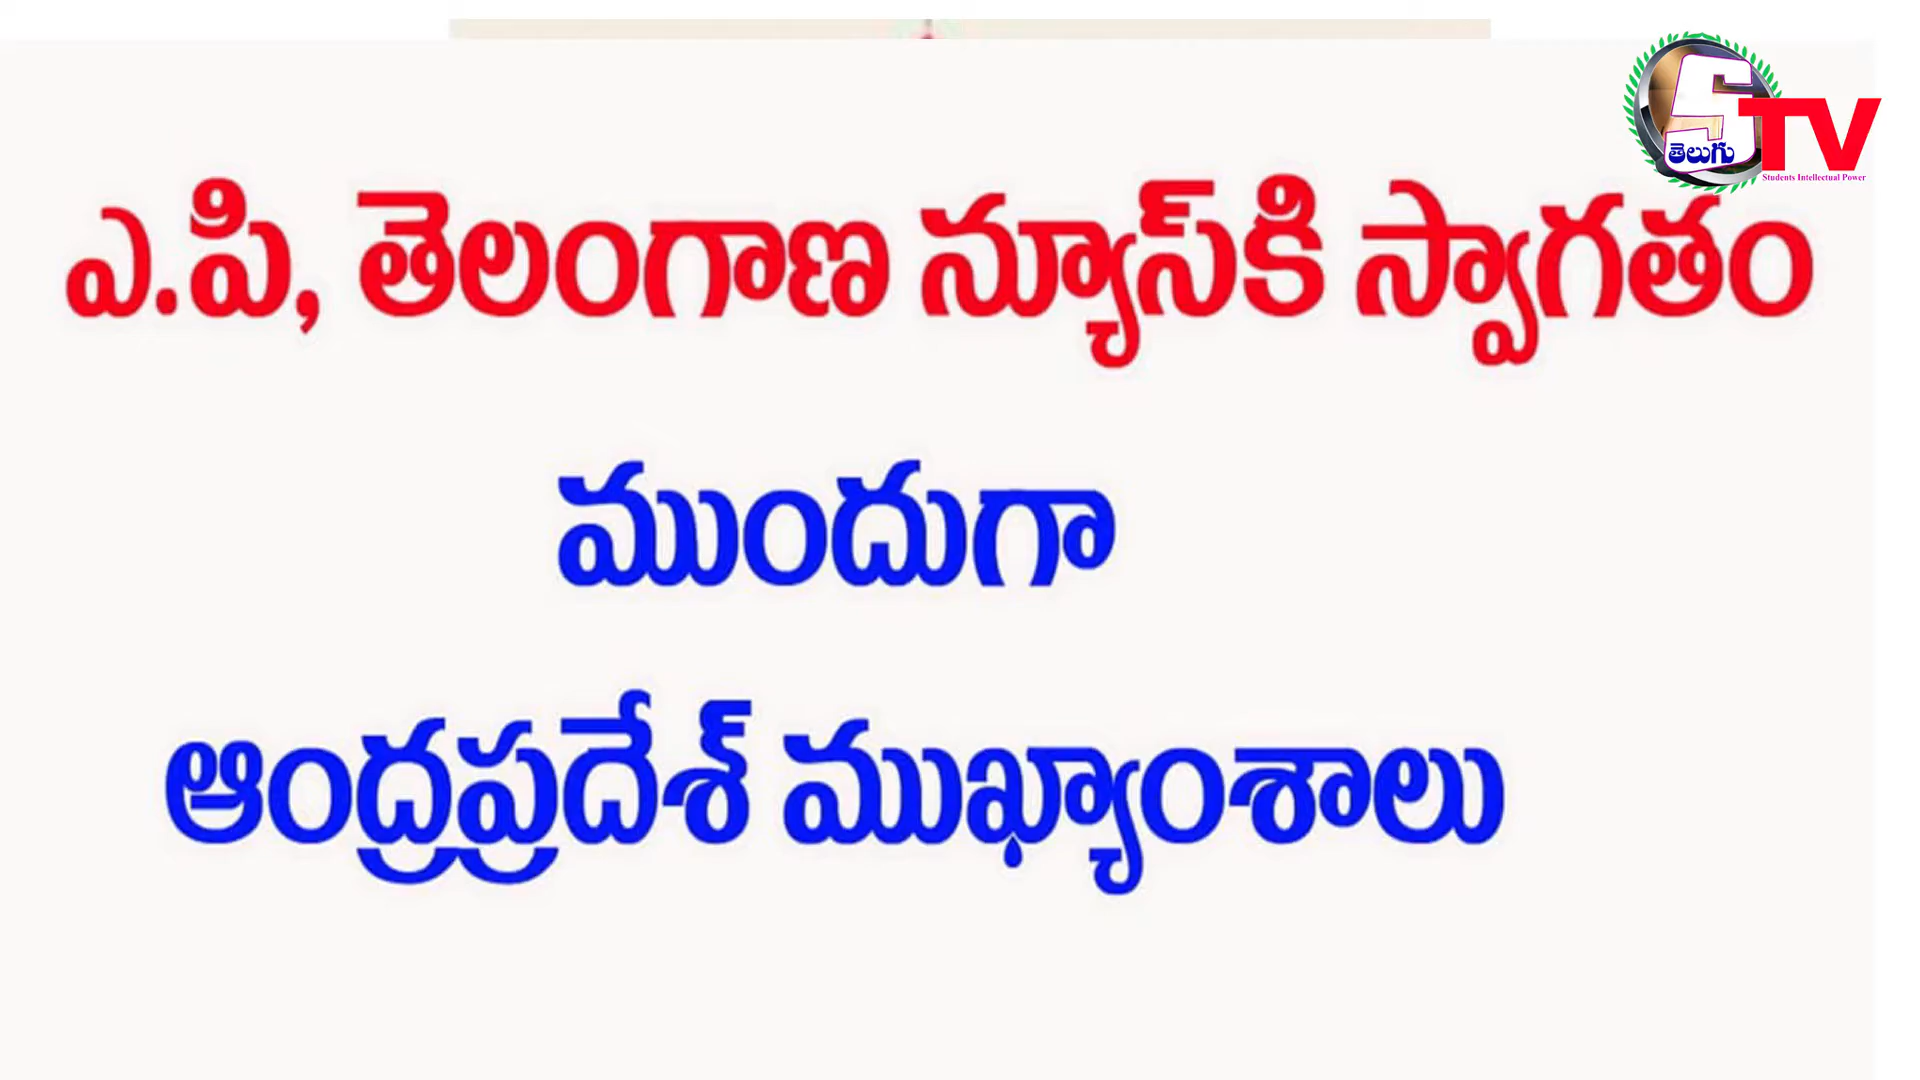 S TV
తెలుగు
Students Intellectual Power
ఎ.పి, తెలంగాణ న్యూస్‌కి స్వాగతం
ముందుగా
ఆంద్రప్రదేశ్ ముఖ్యాంశాలు